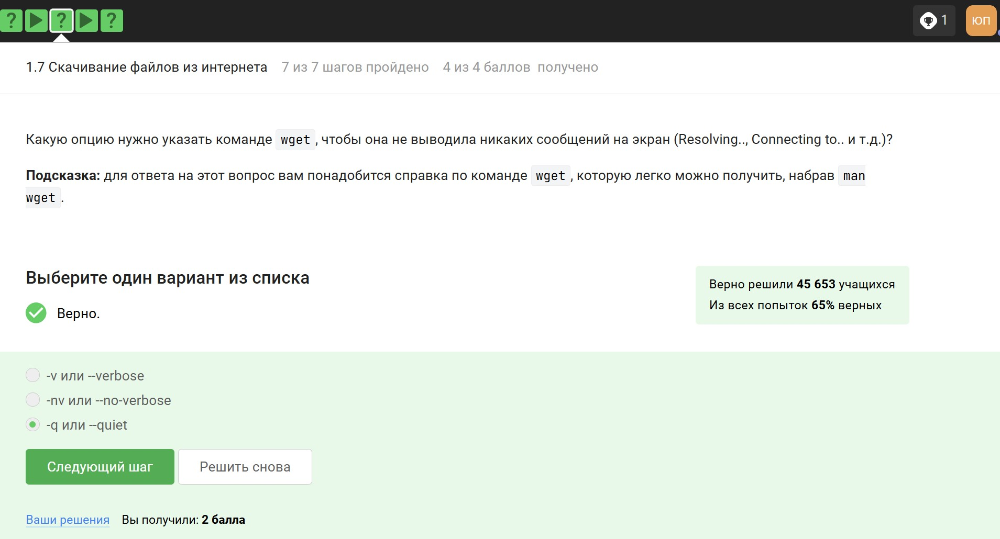 ? ? ? 1 ЮП
1.7 Скачивание файлов из интернета 7 из 7 шагов пройдено 4 из 4 баллов получено
Какую опцию нужно указать команде wget, чтобы она не выводила никаких сообщений на экран (Resolving.., Connecting to.. и т.д.)?
Подсказка: для ответа на этот вопрос вам понадобится справка по команде wget, которую легко можно получить, набрав man
wget.
Выберите один вариант из списка
Верно решили 45 653 учащихся
Из всех попыток 65% верных
Верно.
-v или --verbose
-nv или --no-verbose
-q или --quiet
Следующий шаг Решить снова
Ваши решения Вы получили: 2 балла